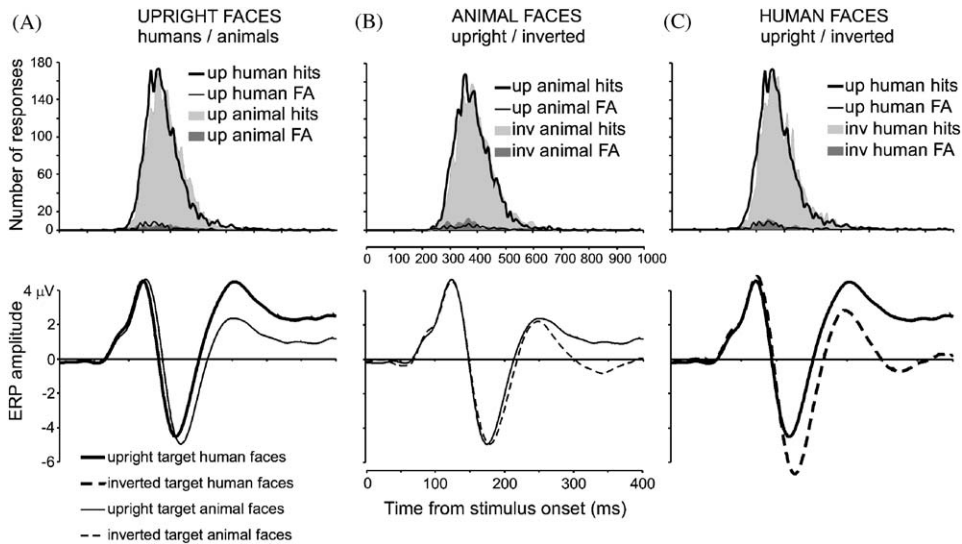 (A) UPRIGHT FACES
humans / animals
(B) ANIMAL FACES
upright / inverted
(C) HUMAN FACES
upright / inverted
Number of responses
180
160
120
80
60
20
0
up human hits
up human FA
up animal hits
up animal FA
up animal hits
up animal FA
inv animal hits
inv animal FA
up human hits
up human FA
inv human hits
inv human FA
0 100 200 300 400 500 600 700 800 900 1000
ERP amplitude
4 μV
2
0
-2
-4
-6
upright target human faces
inverted target human faces
upright target animal faces
inverted target animal faces
0 100 200 300 400
Time from stimulus onset (ms)